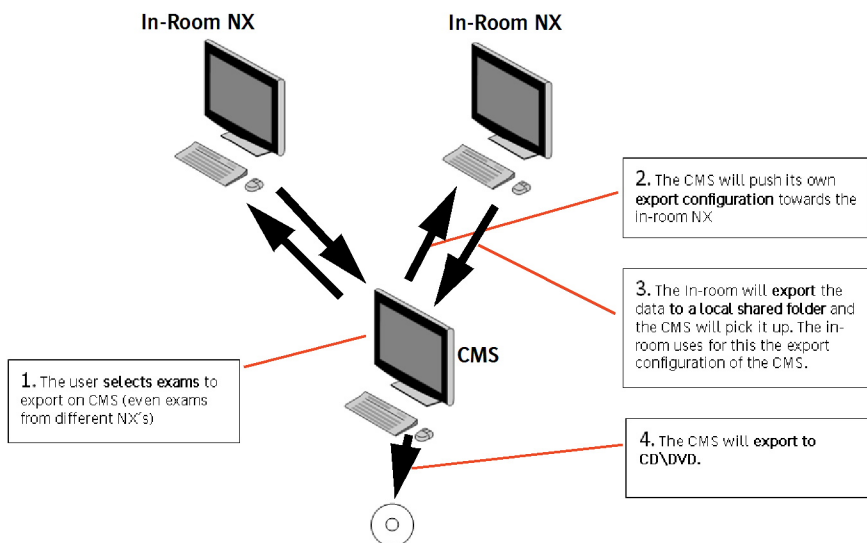 In-Room NX
In-Room NX
2. The CMS will push its own
export configuration towards the
in-room NX
3. The In-room will export the
data to a local shared folder and
the CMS will pick it up. The in-
room uses for this the export
configuration of the CMS.
CMS
1. The user selects exams to
export on CMS (even exams
from different NX´s)
4. The CMS will export to
CD\DVD.